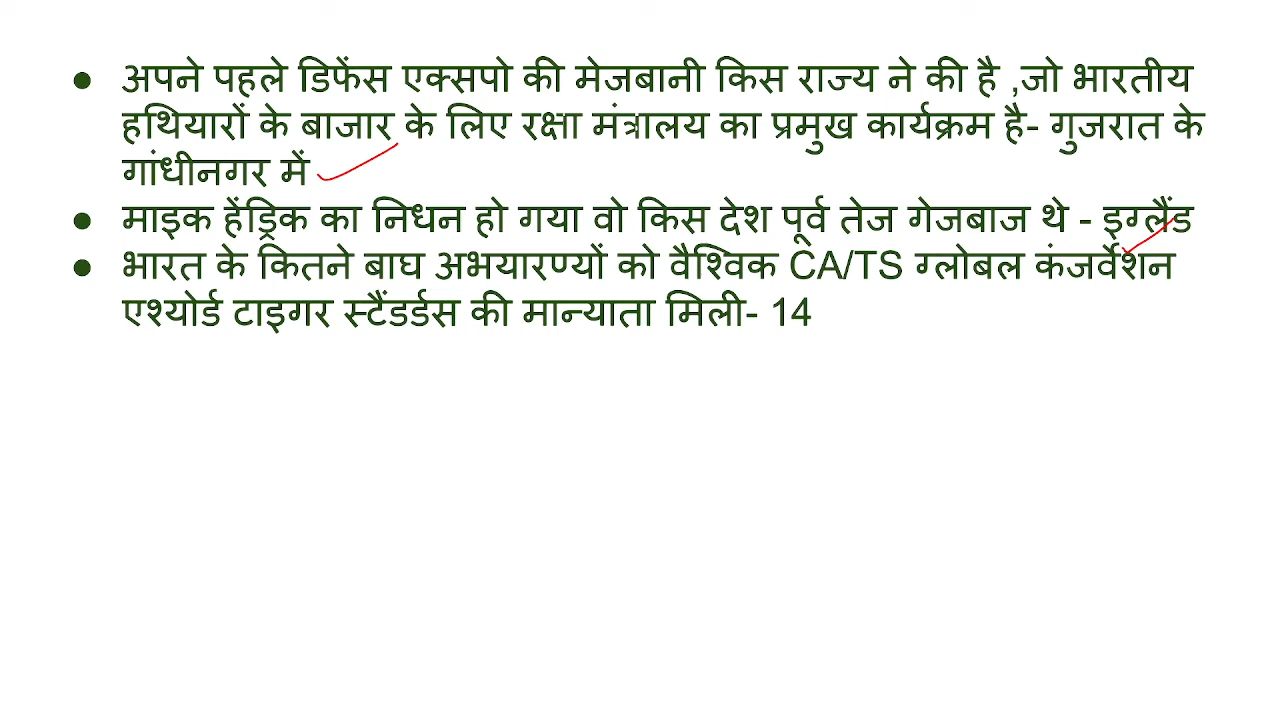 ● अपने पहले डिफेंस एक्सपो की मेजबानी किस राज्य ने की है ,जो भारतीय
हथियारों के बाजार के लिए रक्षा मंत्रालय का प्रमुख कार्यक्रम है- गुजरात के
गांधीनगर में
● माइक हेंड्रिक का निधन हो गया वो किस देश पूर्व तेज गेजबाज थे - इग्लैंड
● भारत के कितने बाघ अभयारण्यों को वैश्विक CA/TS ग्लोबल कंजर्वेशन
एश्योर्ड टाइगर स्टैंडर्डस की मान्याता मिली- 14